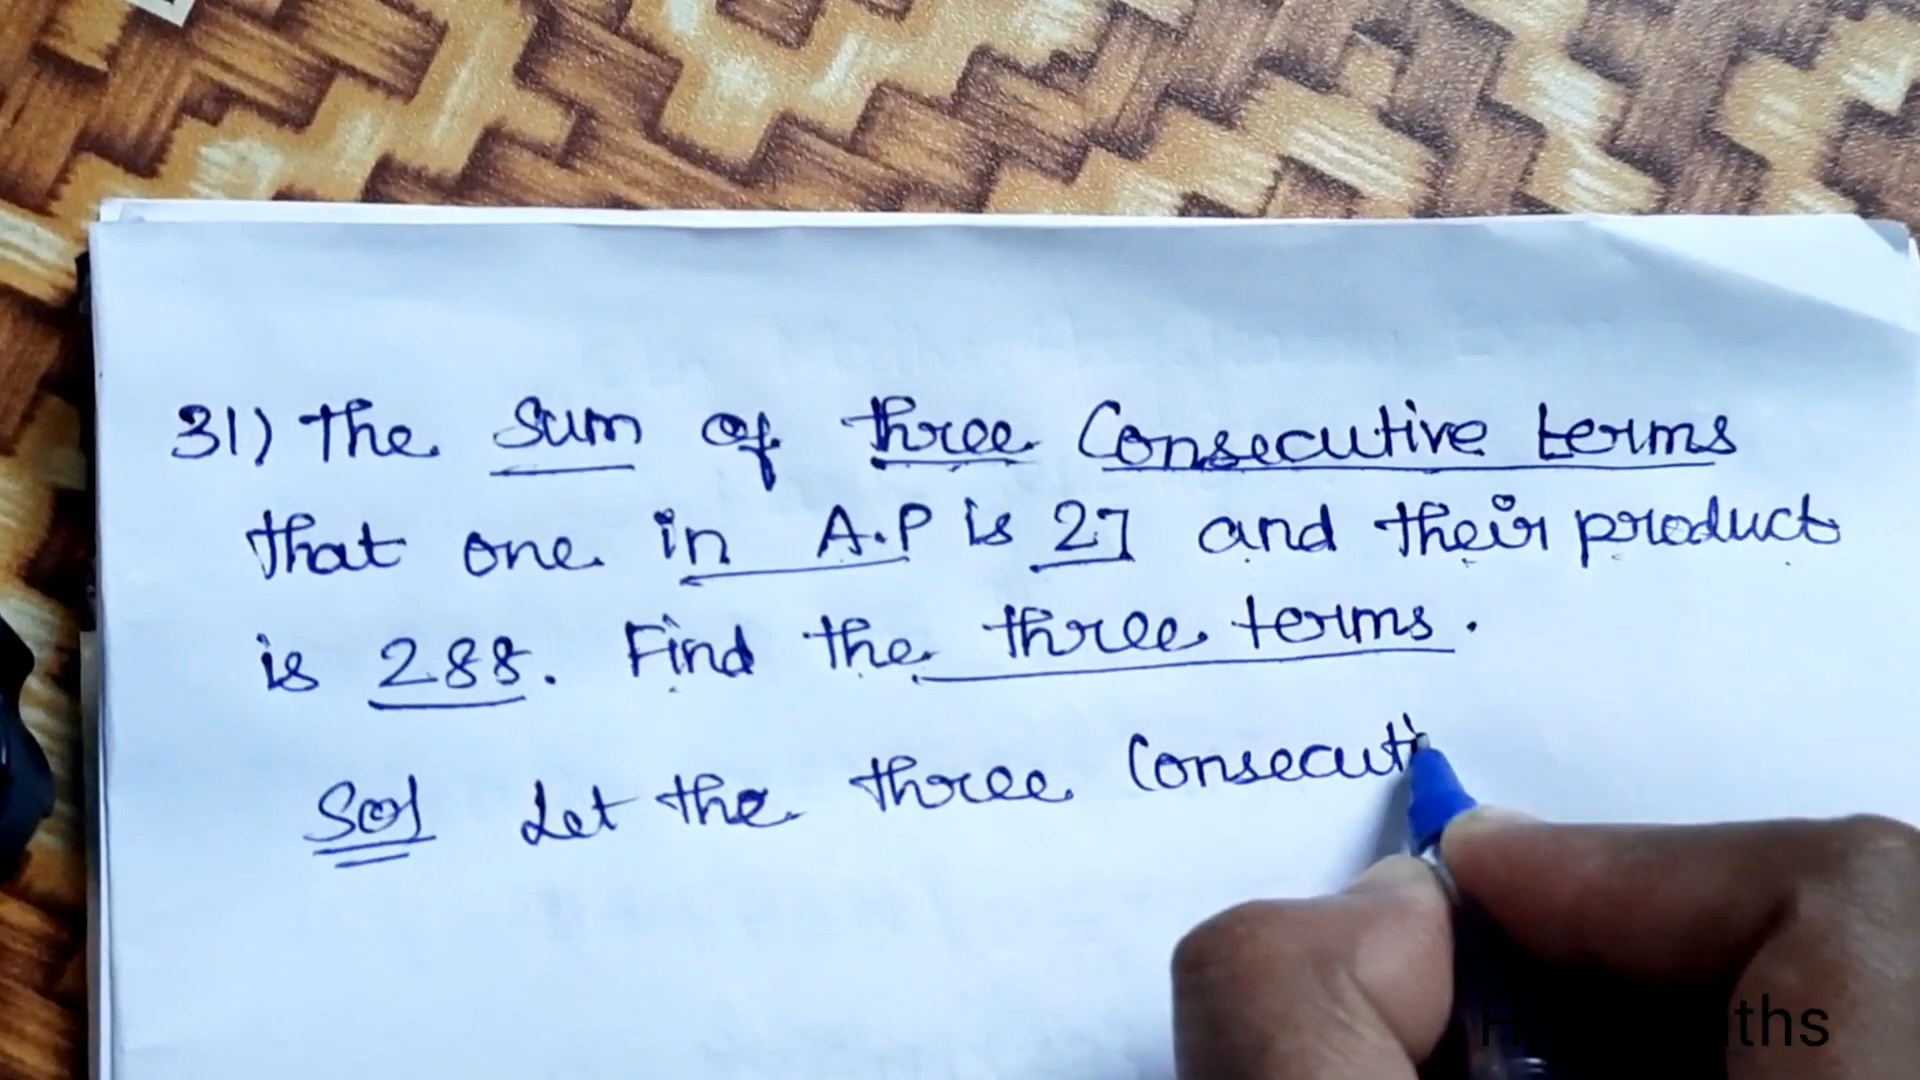 31) The Sum of three Consecutive terms
that one in A.P is 27 and their product
is 288. Find the three terms.
Sol Let the three Consecuti
ths